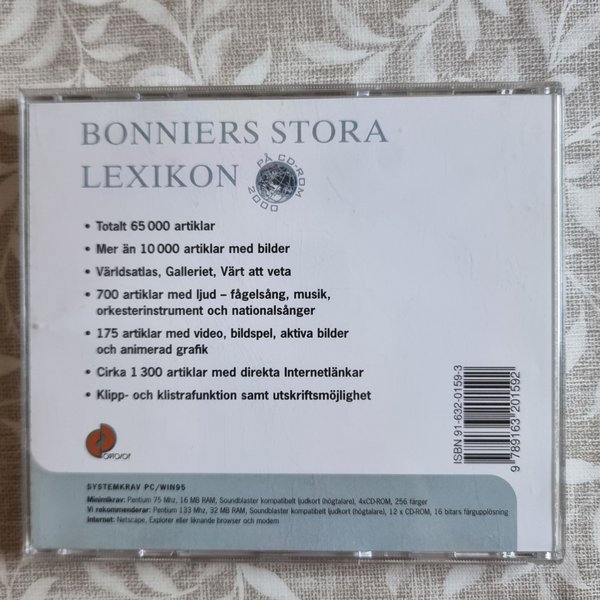 BONNIERS STORA
LEXIKON
PÅ CD-ROM
2000
• Totalt 65 000 artiklar
• Mer än 10 000 artiklar med bilder
• Världsatlas, Galleriet, Värt att veta
• 700 artiklar med ljud – fågelsång, musik,
orkesterinstrument och nationalsånger
• 175 artiklar med video, bildspel, aktiva bilder
och animerad grafik
• Cirka 1 300 artiklar med direkta Internetlänkar
• Klipp- och klistrafunktion samt utskriftsmöjlighet
ISBN 91-632-0159-3
9 789163 201592
SYSTEMKRAV PC/WIN95
Minimikrav: Pentium 75 Mhz, 16 MB RAM, Soundblaster kompatibelt ljudkort (högtalare), 4xCD-ROM, 256 färger
Vi rekommenderar: Pentium 133 Mhz, 32 MB RAM, Soundblaster kompatibelt ljudkort (högtalare), 12 x CD-ROM, 16 bitars färgupplösning
Internet: Netscape, Explorer eller liknande browser och modem